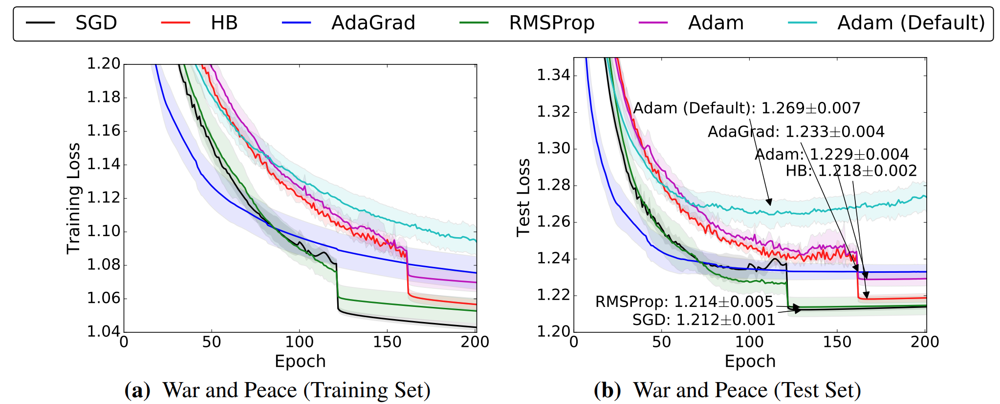 SGD HB AdaGrad RMSProp Adam Adam (Default)
Training Loss
1.20
1.18
1.16
1.14
1.12
1.10
1.08
1.06
1.04
0 50 100 150 200
Epoch
(a) War and Peace (Training Set)
Test Loss
1.34
1.32
1.30
1.28
1.26
1.24
1.22
1.20
Adam (Default): 1.269±0.007
AdaGrad: 1.233±0.004
Adam: 1.229±0.004
HB: 1.218±0.002
RMSProp: 1.214±0.005
SGD: 1.212±0.001
0 50 100 150 200
Epoch
(b) War and Peace (Test Set)